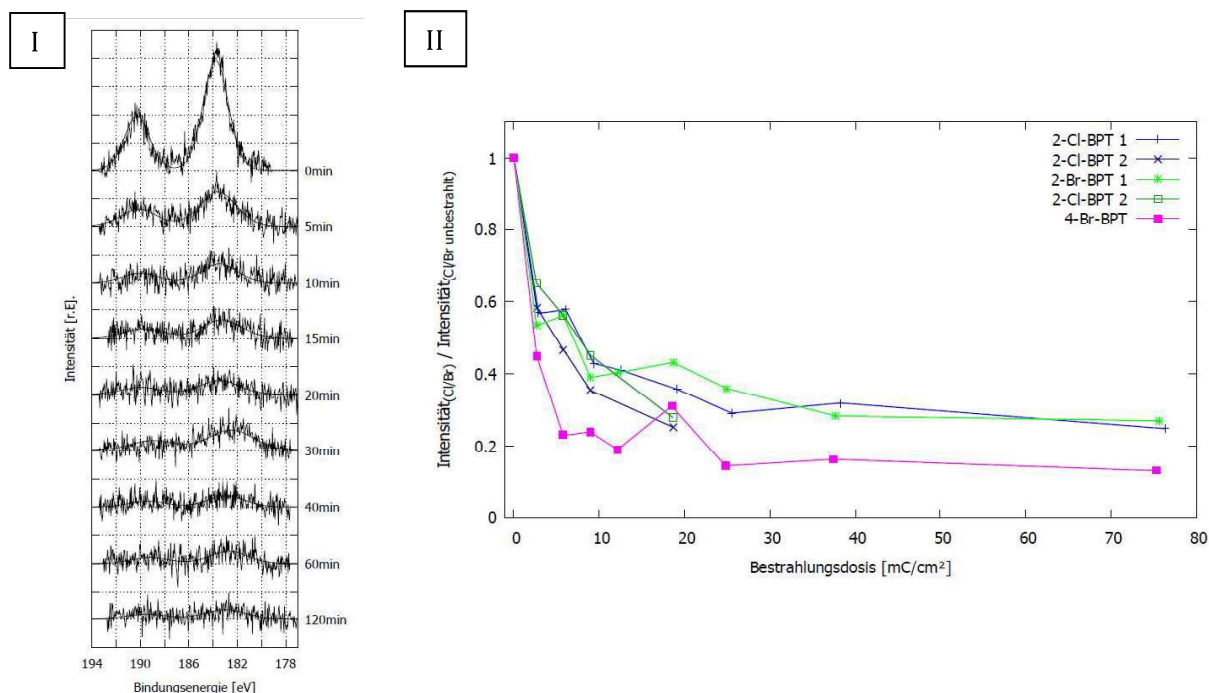 I
Intensität [r.E].
0min
5min
10min
15min
20min
30min
40min
60min
120min
194 190 186 182 178
Bindungsenergie [eV]
II
Intensität(Cl/Br) / Intensität(Cl/Br unbestrahlt)
2-Cl-BPT 1
2-Cl-BPT 2
2-Br-BPT 1
2-Cl-BPT 2
4-Br-BPT
1
0.8
0.6
0.4
0.2
0
0 10 20 30 40 50 60 70 80
Bestrahlungsdosis [mC/cm²]